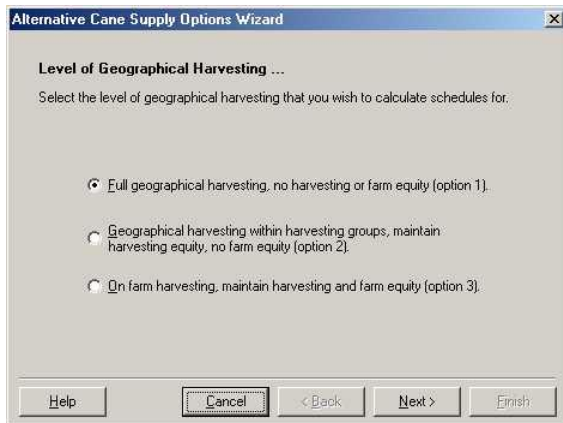 Alternative Cane Supply Options Wizard
Level of Geographical Harvesting ...
Select the level of geographical harvesting that you wish to calculate schedules for.
Full geographical harvesting, no harvesting or farm equity (option 1).
Geographical harvesting within harvesting groups, maintain
harvesting equity, no farm equity (option 2).
On farm harvesting, maintain harvesting and farm equity (option 3).
Help Cancel < Back Next > Finish